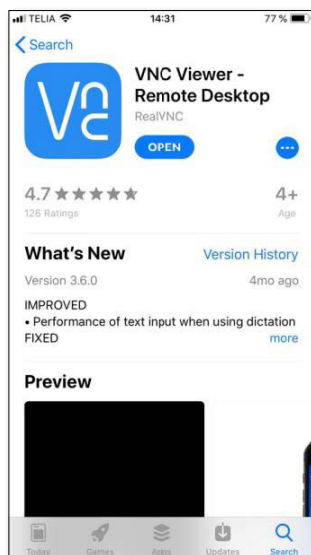 TELIA 14:31 77 %
Search
Vnc
VNC Viewer -
Remote Desktop
RealVNC
OPEN
4.7 ★★★★★ 4+
126 Ratings Age
What's New Version History
Version 3.6.0 4mo ago
IMPROVED
• Performance of text input when using dictation
FIXED more
Preview
Today Games Apps Updates Search